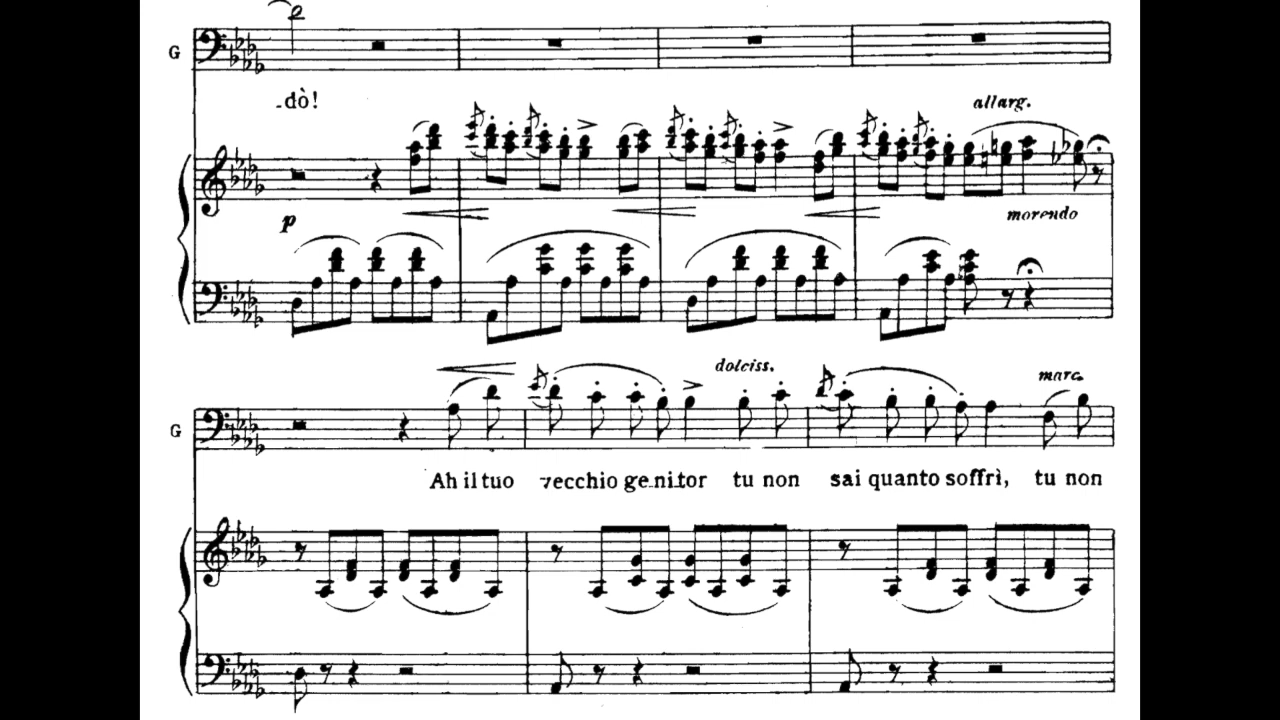 G
-dò!
allarg.
p
morendo
dolciss.
marc.
G
Ah il tuo vecchio ge-ni-tor tu non sai quanto soffrì, tu non